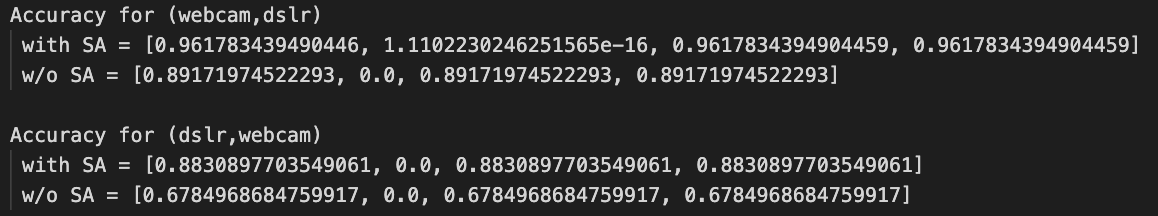 Accuracy for (webcam,dslr)
with SA = [0.961783439490446, 1.1102230246251565e-16, 0.9617834394904459, 0.9617834394904459]
w/o SA = [0.89171974522293, 0.0, 0.89171974522293, 0.89171974522293]
Accuracy for (dslr,webcam)
with SA = [0.8830897703549061, 0.0, 0.8830897703549061, 0.8830897703549061]
w/o SA = [0.6784968684759917, 0.0, 0.6784968684759917, 0.6784968684759917]